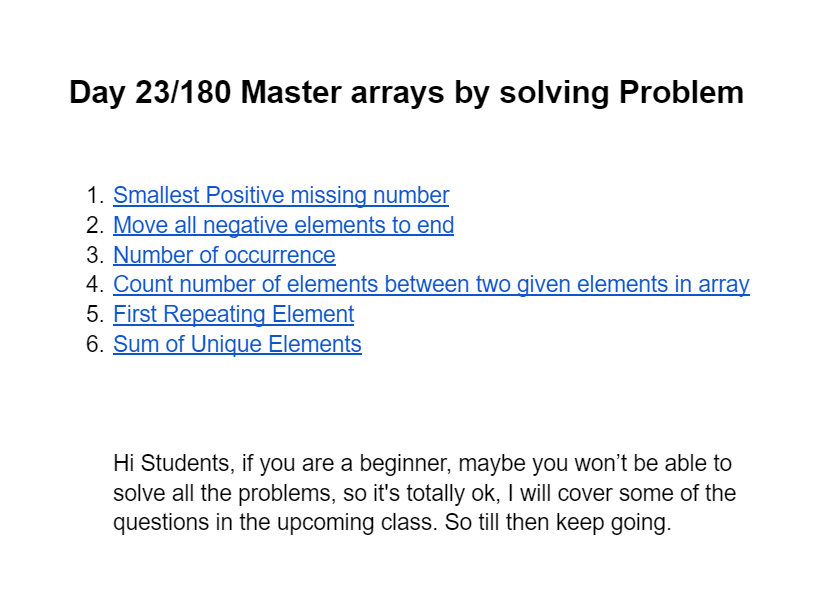 Day 23/180 Master arrays by solving Problem
1. Smallest Positive missing number
2. Move all negative elements to end
3. Number of occurrence
4. Count number of elements between two given elements in array
5. First Repeating Element
6. Sum of Unique Elements
Hi Students, if you are a beginner, maybe you won’t be able to
solve all the problems, so it's totally ok, I will cover some of the
questions in the upcoming class. So till then keep going.